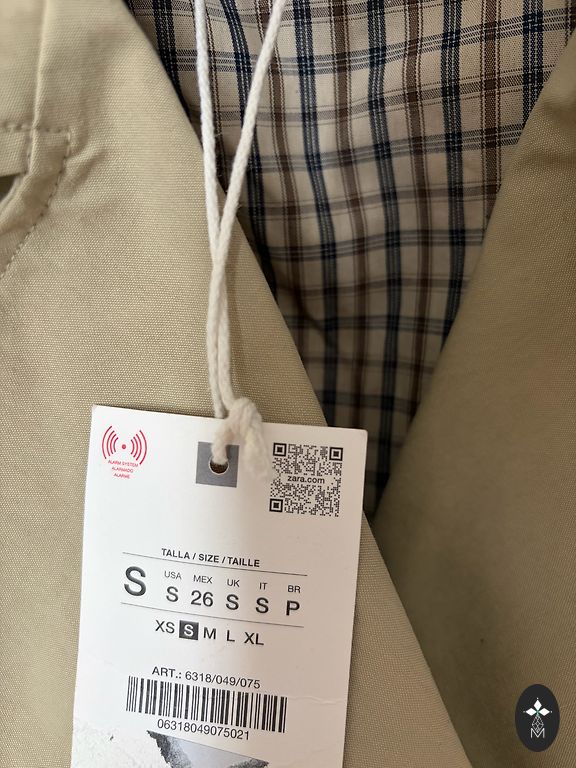 ALARM SYSTEM
ALARMADO
ALARME
zara.com
TALLA / SIZE / TAILLE
USA MEX UK IT BR
S S 26 S S P
XS S M L XL
ART.: 6318/049/075
06318049075021
M